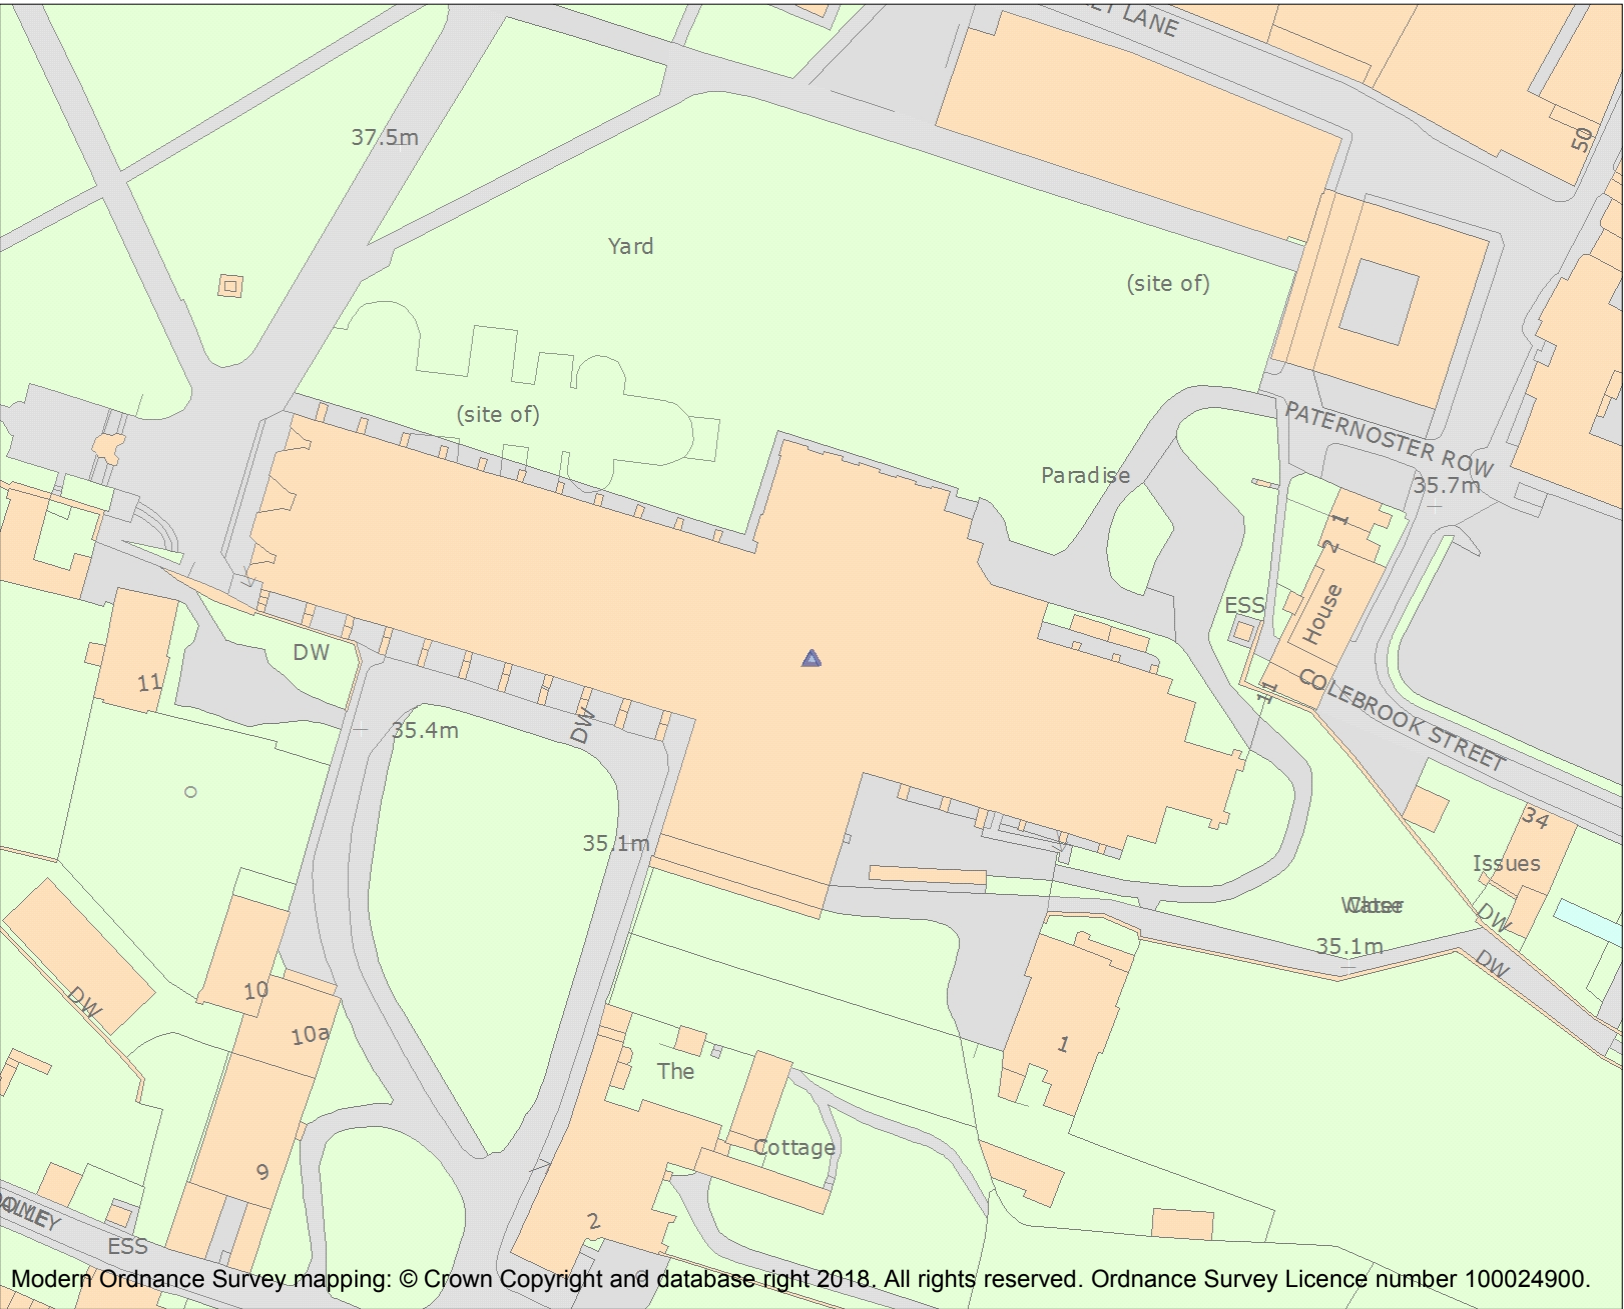 LANE
50
37.5m
Yard
(site of)
(site of)
PATERNOSTER ROW
Paradise
35.7m
1
2
House
ESS
11
COLEBROOK STREET
DW
11
35.4m
DW
35.1m
34
Issues
Close
DW
35.1m
DW
10
DW
10a
1
The
Cottage
9
2
ESS
Modern Ordnance Survey mapping: © Crown Copyright and database right 2018. All rights reserved. Ordnance Survey Licence number 100024900.